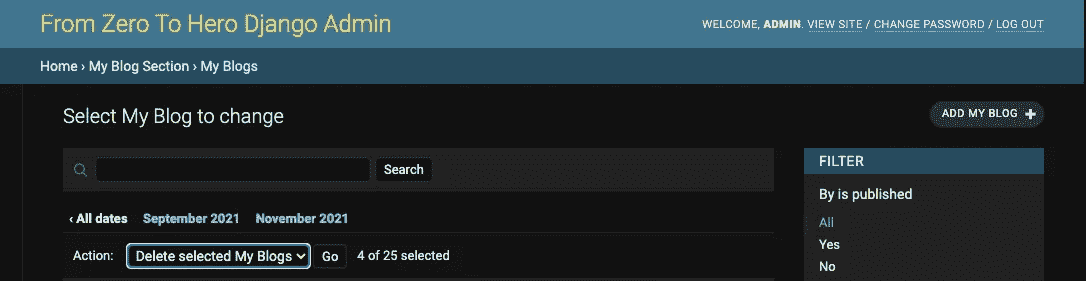 From Zero To Hero Django Admin
WELCOME, ADMIN. VIEW SITE / CHANGE PASSWORD / LOG OUT
Home › My Blog Section › My Blogs
Select My Blog to change
ADD MY BLOG +
Search
FILTER
By is published
‹ All dates September 2021 November 2021
All
Yes
Action: Delete selected My Blogs Go 4 of 25 selected
No